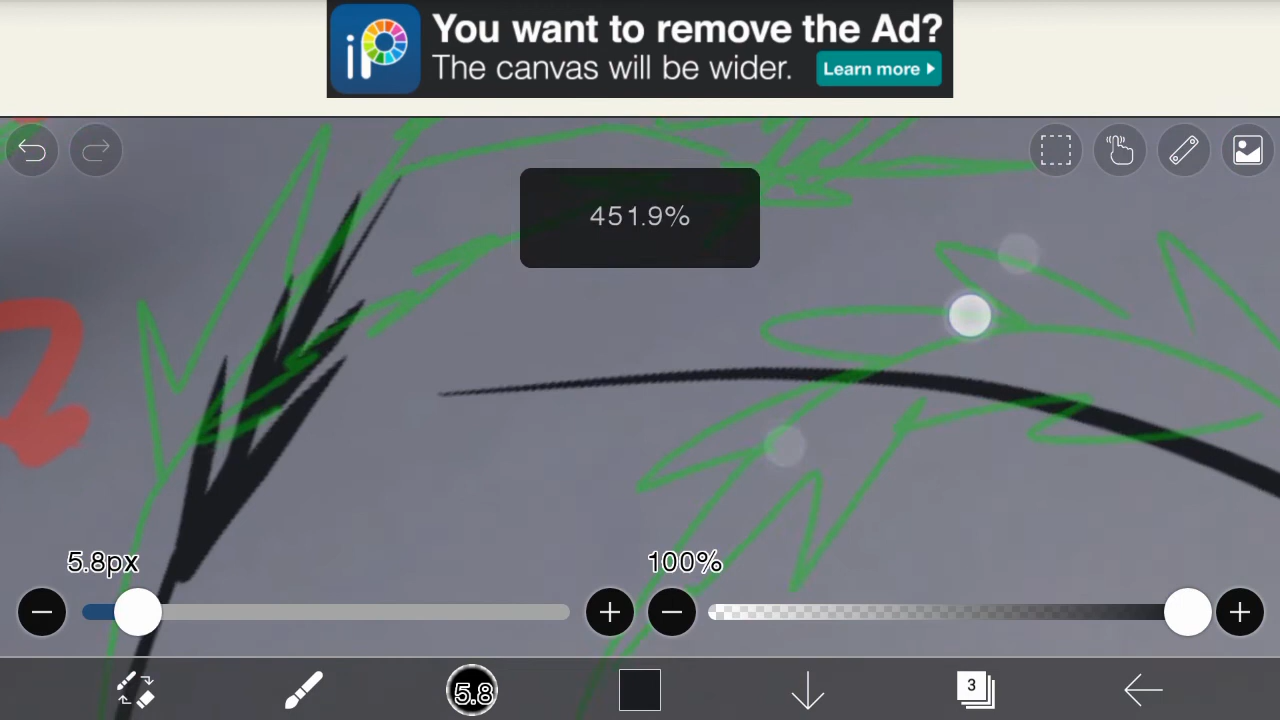 iP
You want to remove the Ad?
The canvas will be wider.
Learn more
451.9%
5.8px
100%
5.8
3